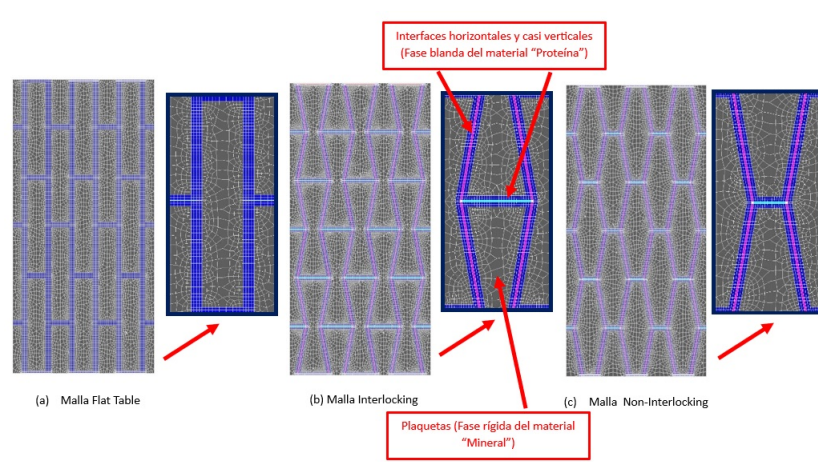 Interfaces horizontales y casi verticales
(Fase blanda del material “Proteína”)
(a) Malla Flat Table
(b) Malla Interlocking
(c) Malla Non-Interlocking
Plaquetas (Fase rígida del material
“Mineral”)